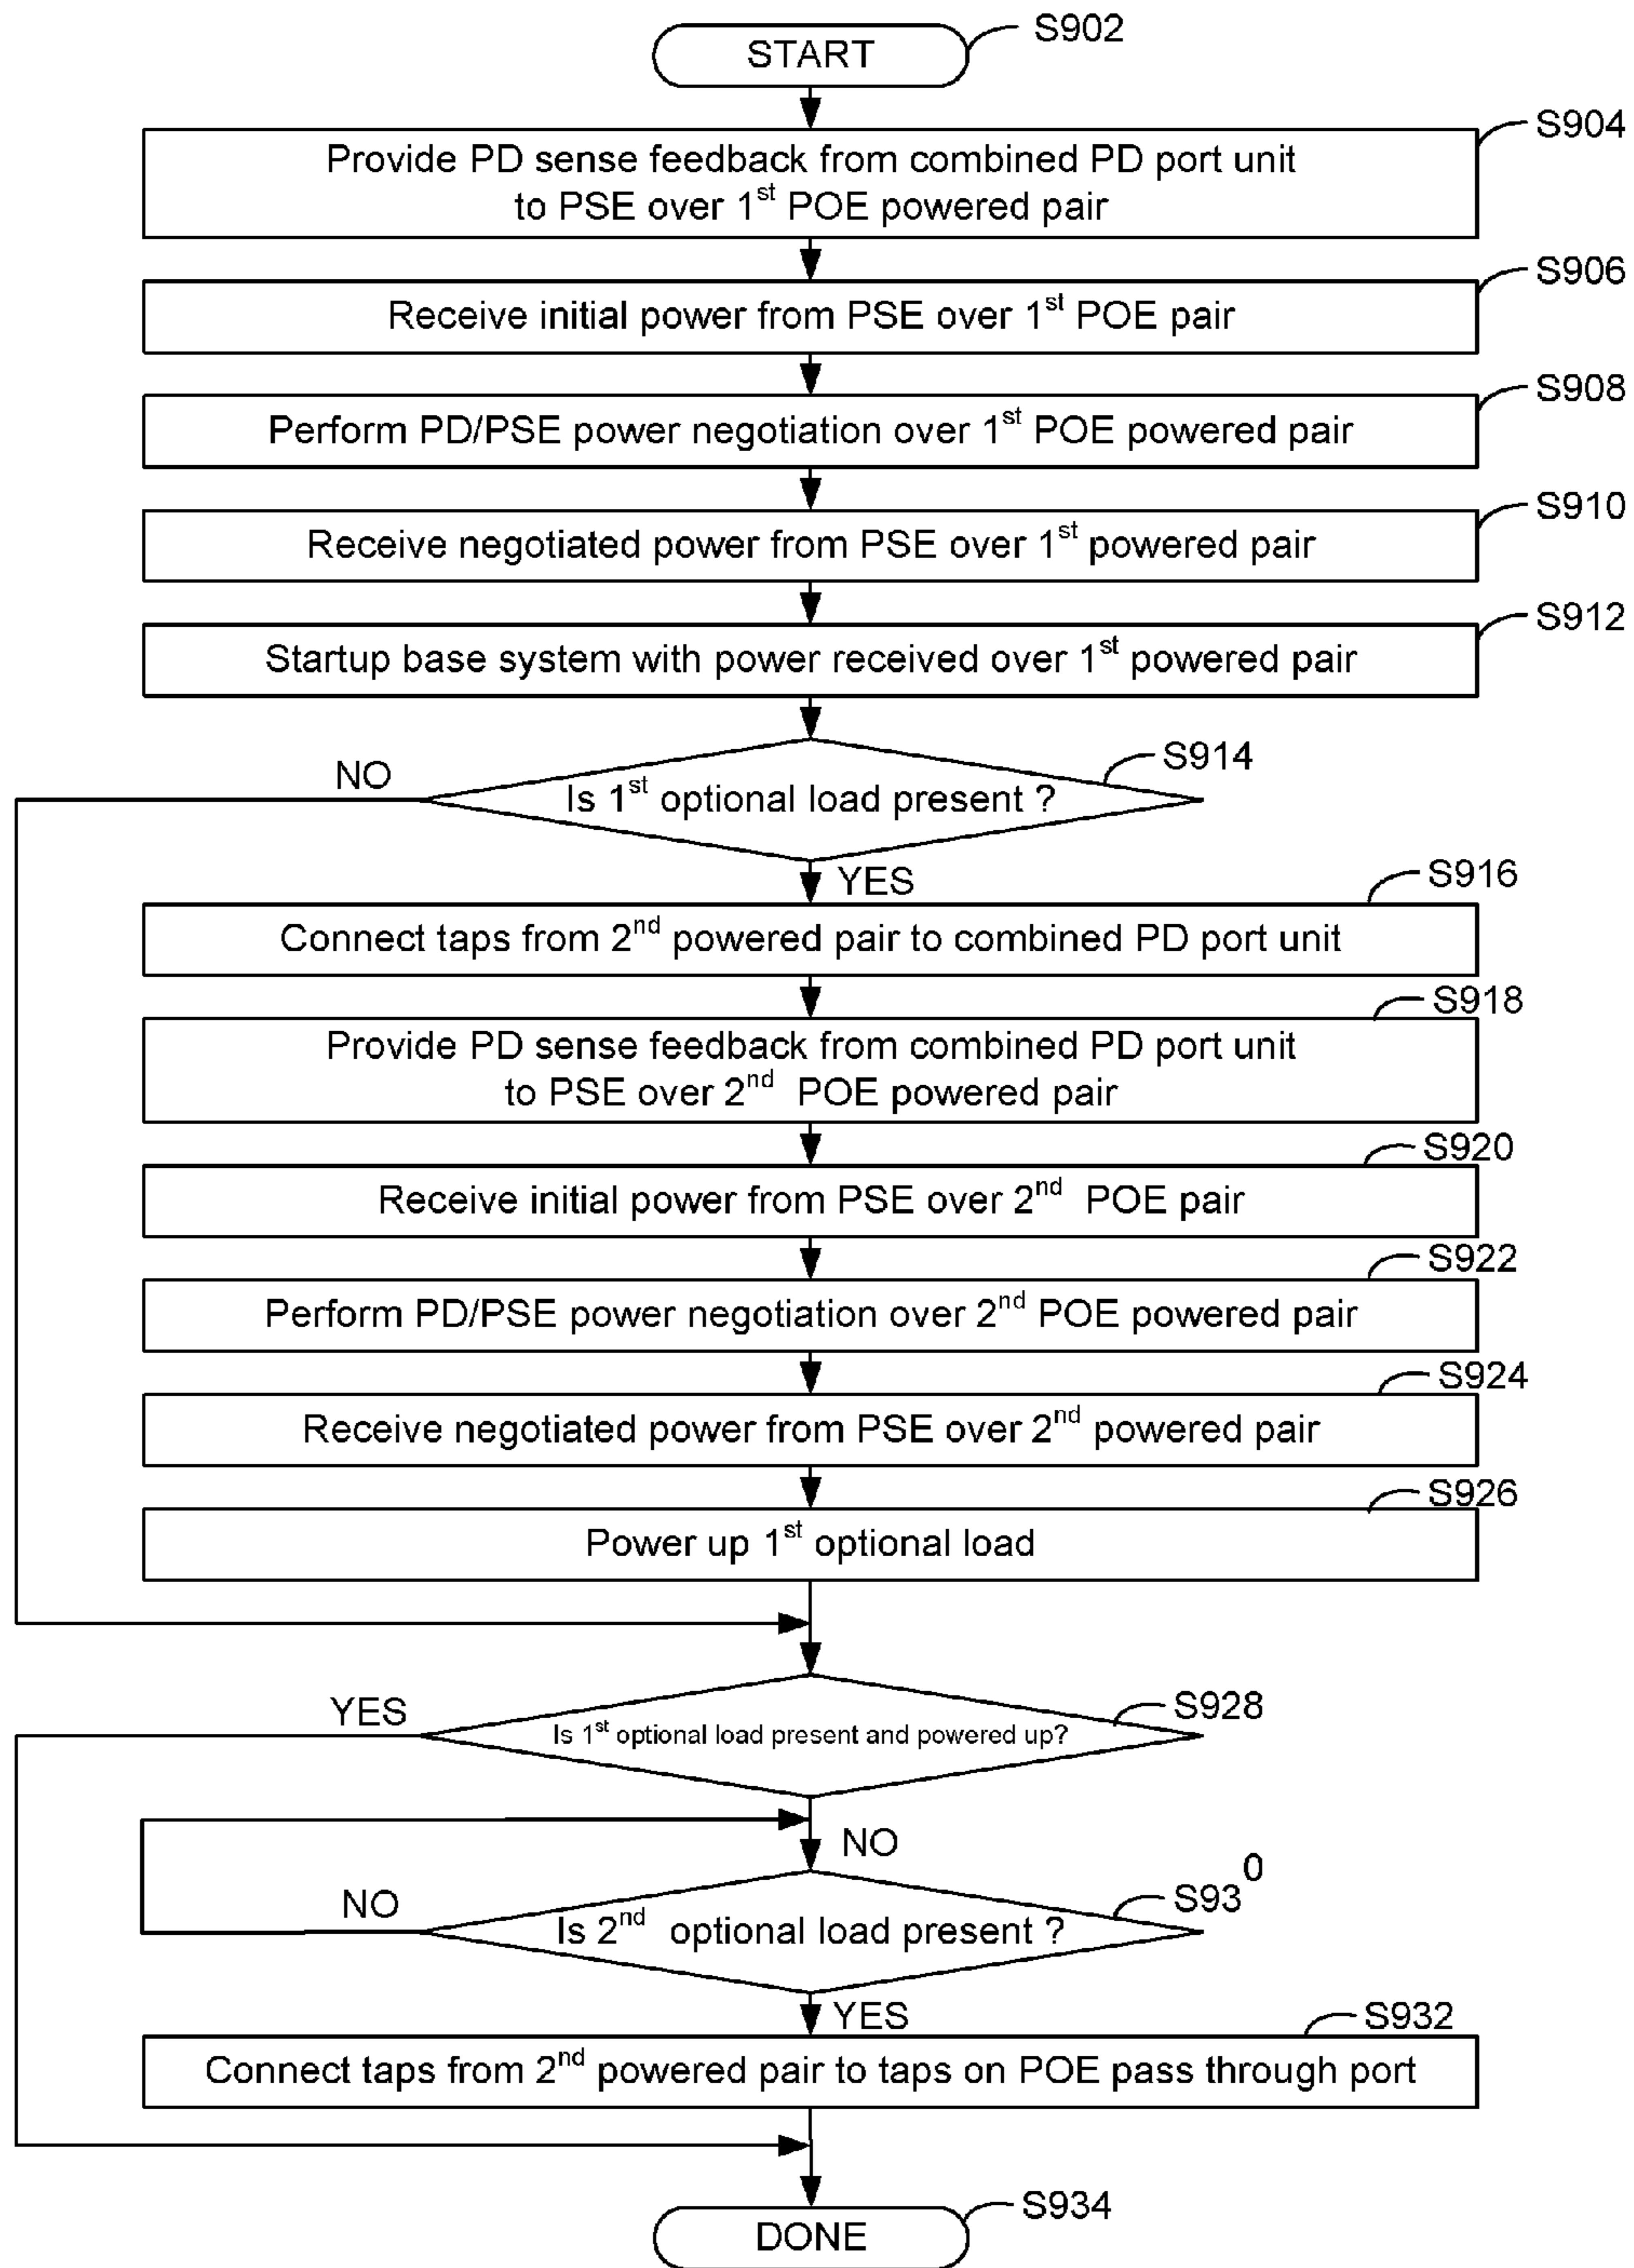 START
S902
S904
Provide PD sense feedback from combined PD port unit
to PSE over 1st POE powered pair
S906
Receive initial power from PSE over 1st POE pair
S908
Perform PD/PSE power negotiation over 1st POE powered pair
S910
Receive negotiated power from PSE over 1st powered pair
S912
Startup base system with power received over 1st powered pair
S914
NO
Is 1st optional load present ?
YES
S916
Connect taps from 2nd powered pair to combined PD port unit
S918
Provide PD sense feedback from combined PD port unit
to PSE over 2nd POE powered pair
S920
Receive initial power from PSE over 2nd POE pair
S922
Perform PD/PSE power negotiation over 2nd POE powered pair
S924
Receive negotiated power from PSE over 2nd powered pair
S926
Power up 1st optional load
YES
S928
Is 1st optional load present and powered up?
NO
S930
NO
Is 2nd optional load present ?
YES
S932
Connect taps from 2nd powered pair to taps on POE pass through port
S934
DONE